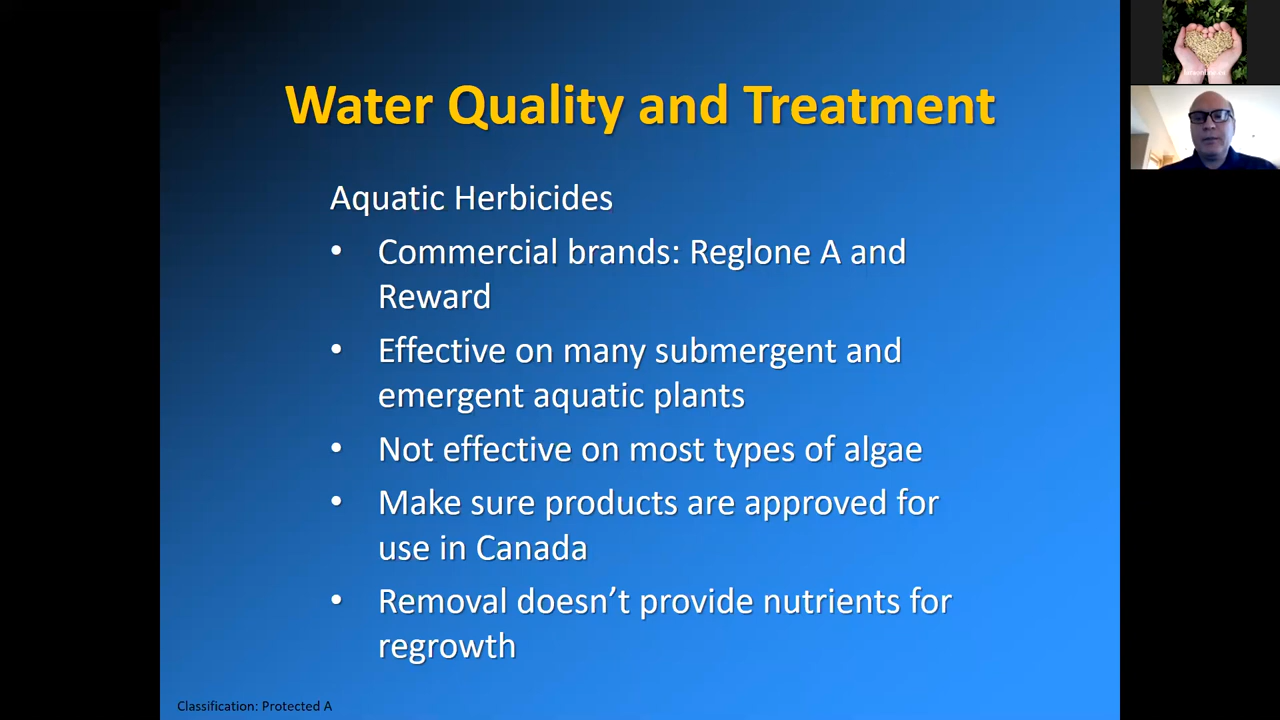 Water Quality and Treatment
Aquatic Herbicides
• Commercial brands: Reglone A and
Reward
• Effective on many submergent and
emergent aquatic plants
• Not effective on most types of algae
• Make sure products are approved for
use in Canada
• Removal doesn't provide nutrients for
regrowth
Classification: Protected A